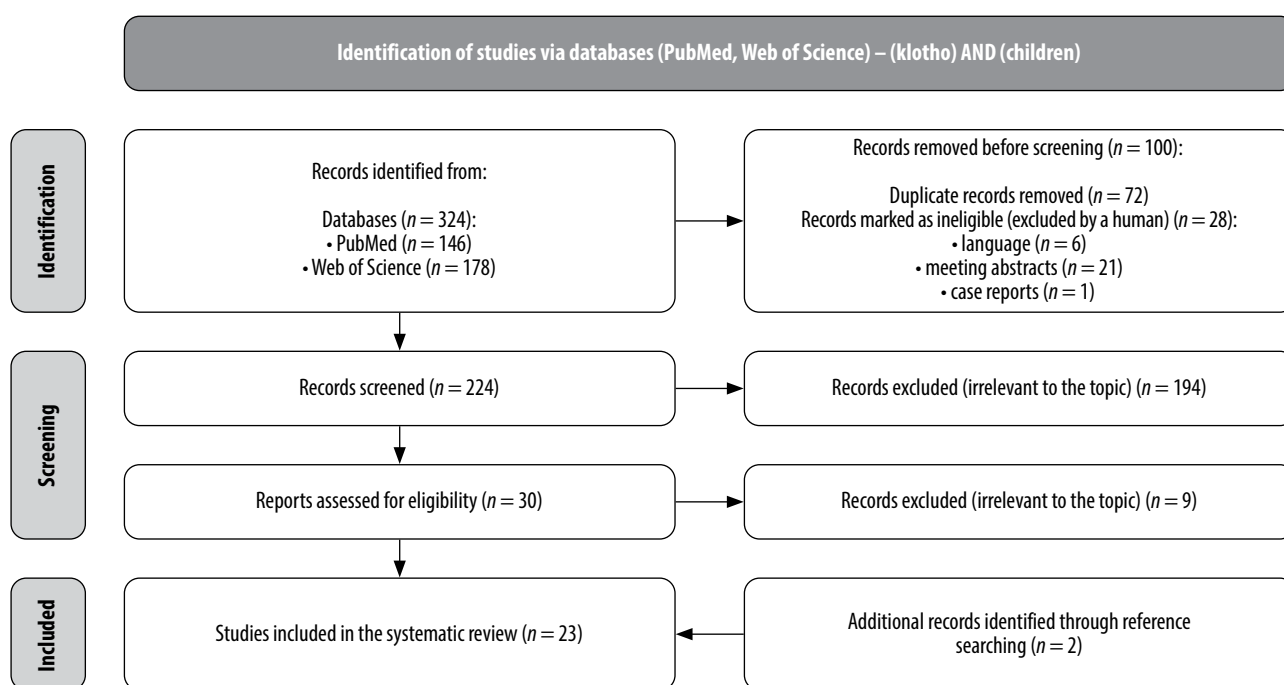 Identification of studies via databases (PubMed, Web of Science) – (klotho) AND (children)
Identification
Records identified from:
Databases (n = 324):
• PubMed (n = 146)
• Web of Science (n = 178)
Records removed before screening (n = 100):
Duplicate records removed (n = 72)
Records marked as ineligible (excluded by a human) (n = 28):
• language (n = 6)
• meeting abstracts (n = 21)
• case reports (n = 1)
Screening
Records screened (n = 224)
Records excluded (irrelevant to the topic) (n = 194)
Reports assessed for eligibility (n = 30)
Records excluded (irrelevant to the topic) (n = 9)
Included
Studies included in the systematic review (n = 23)
Additional records identified through reference
searching (n = 2)